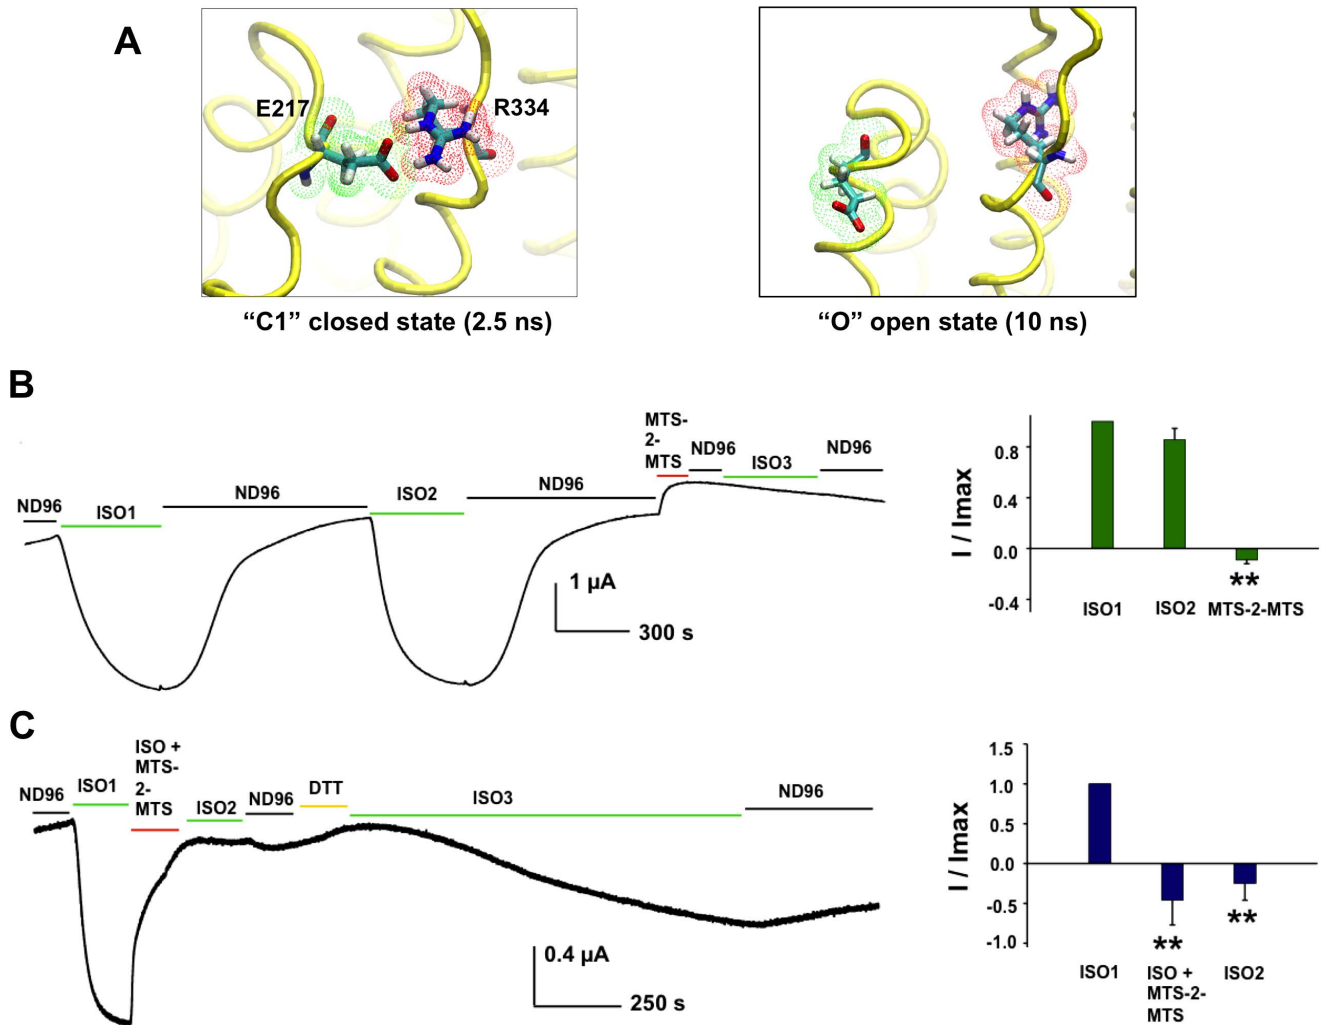 A
E217
R334
“C1” closed state (2.5 ns)
“O” open state (10 ns)
B
ND96
ISO1
ND96
ISO2
ND96
MTS-
2-
MTS
ND96
ISO3
ND96
1 µA
300 s
I / Imax
0.8
0.4
0.0
-0.4
ISO1
ISO2
MTS-2-MTS
**
C
ND96
ISO1
ISO +
MTS-
2-
MTS
ISO2
ND96
DTT
ISO3
ND96
0.4 µA
250 s
I / Imax
1.5
1.0
0.5
0.0
-0.5
-1.0
**
**
ISO1
ISO +
MTS-2-
MTS
ISO2